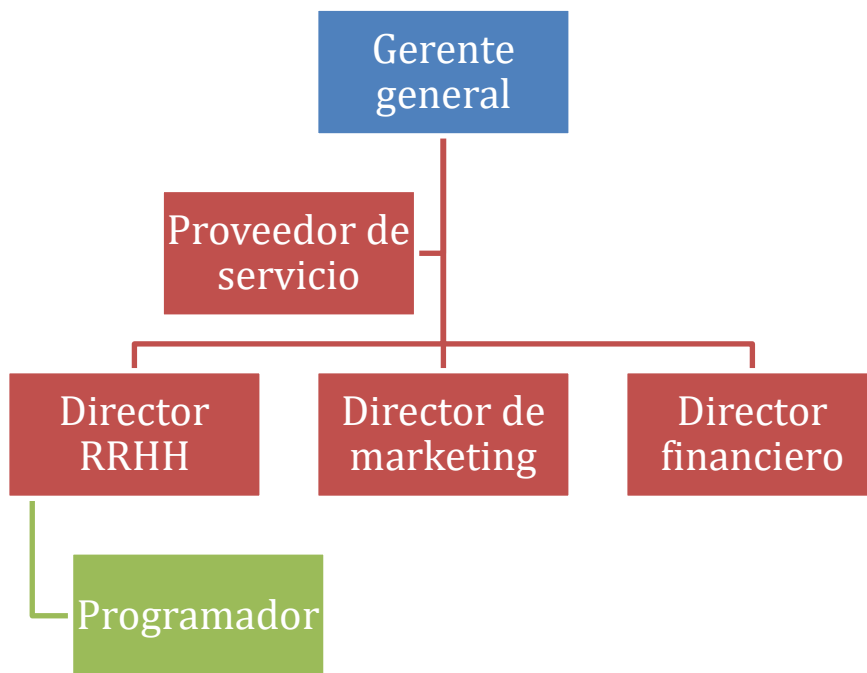 Gerente
general
Proveedor de
servicio
Director
RRHH
Director de
marketing
Director
financiero
Programador